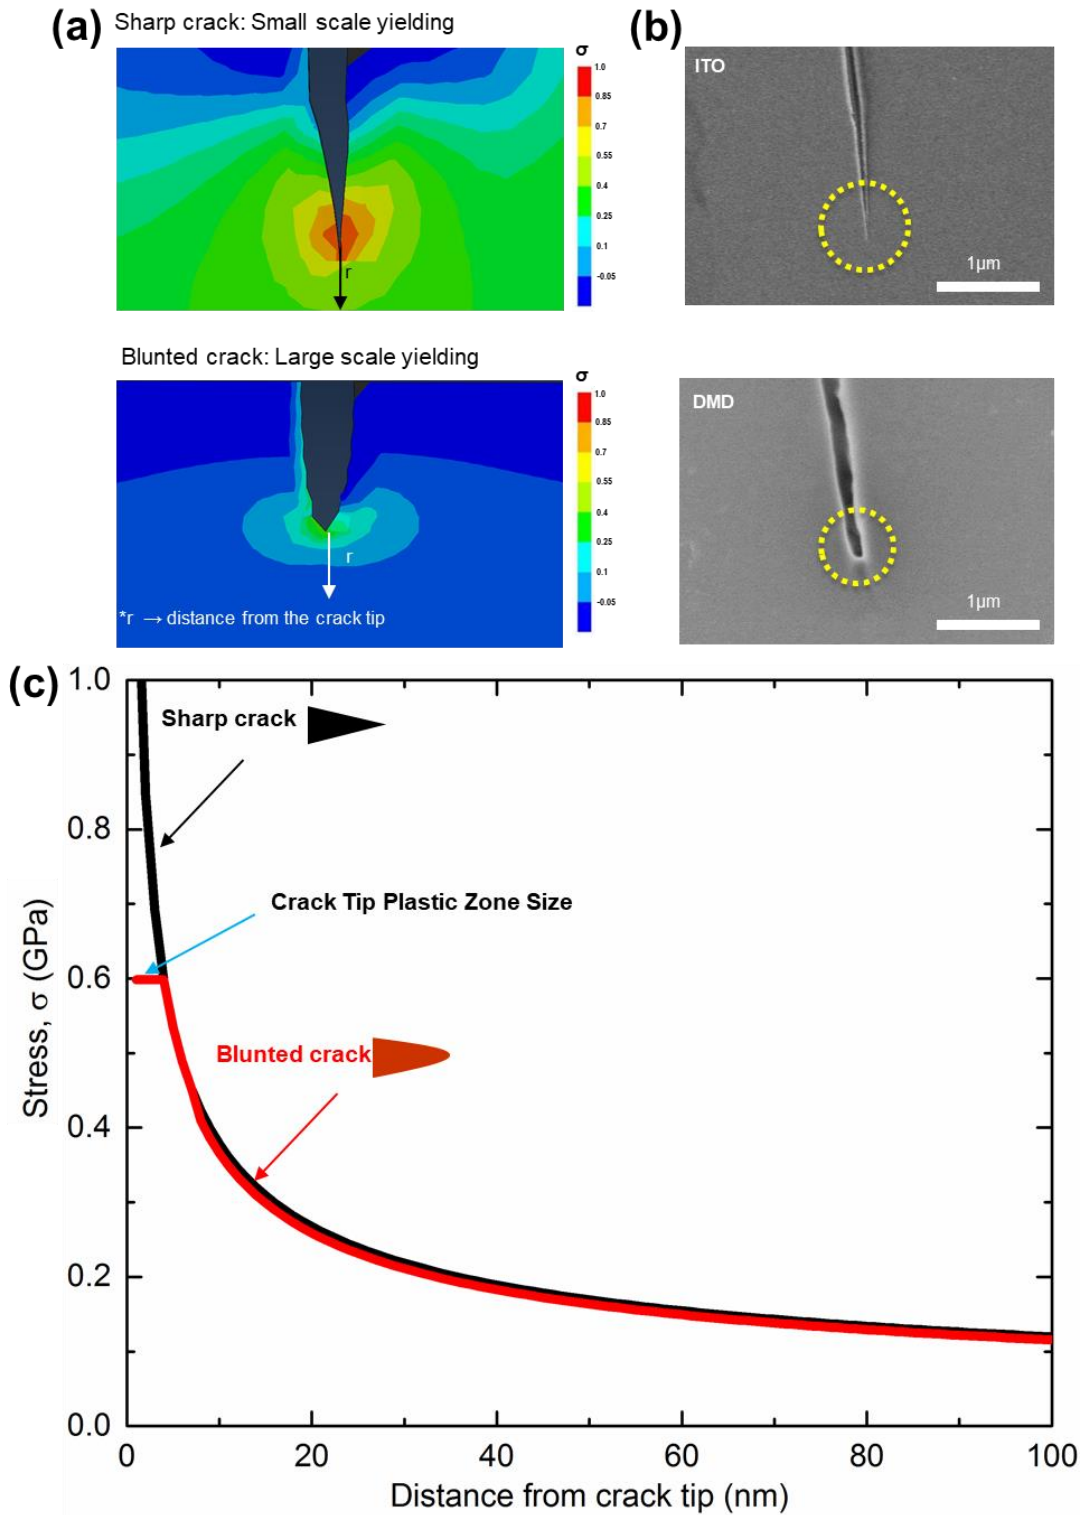 (a) Sharp crack: Small scale yielding
σ
1.0
0.85
0.7
0.55
0.4
0.25
0.1
-0.05
r
(b)
ITO
1µm
Blunted crack: Large scale yielding
σ
1.0
0.85
0.7
0.55
0.4
0.25
0.1
-0.05
r
*r → distance from the crack tip
DMD
1µm
(c)
1.0
0.8
0.6
0.4
0.2
0.0
Stress, σ (GPa)
Sharp crack
Crack Tip Plastic Zone Size
Blunted crack
0 20 40 60 80 100
Distance from crack tip (nm)